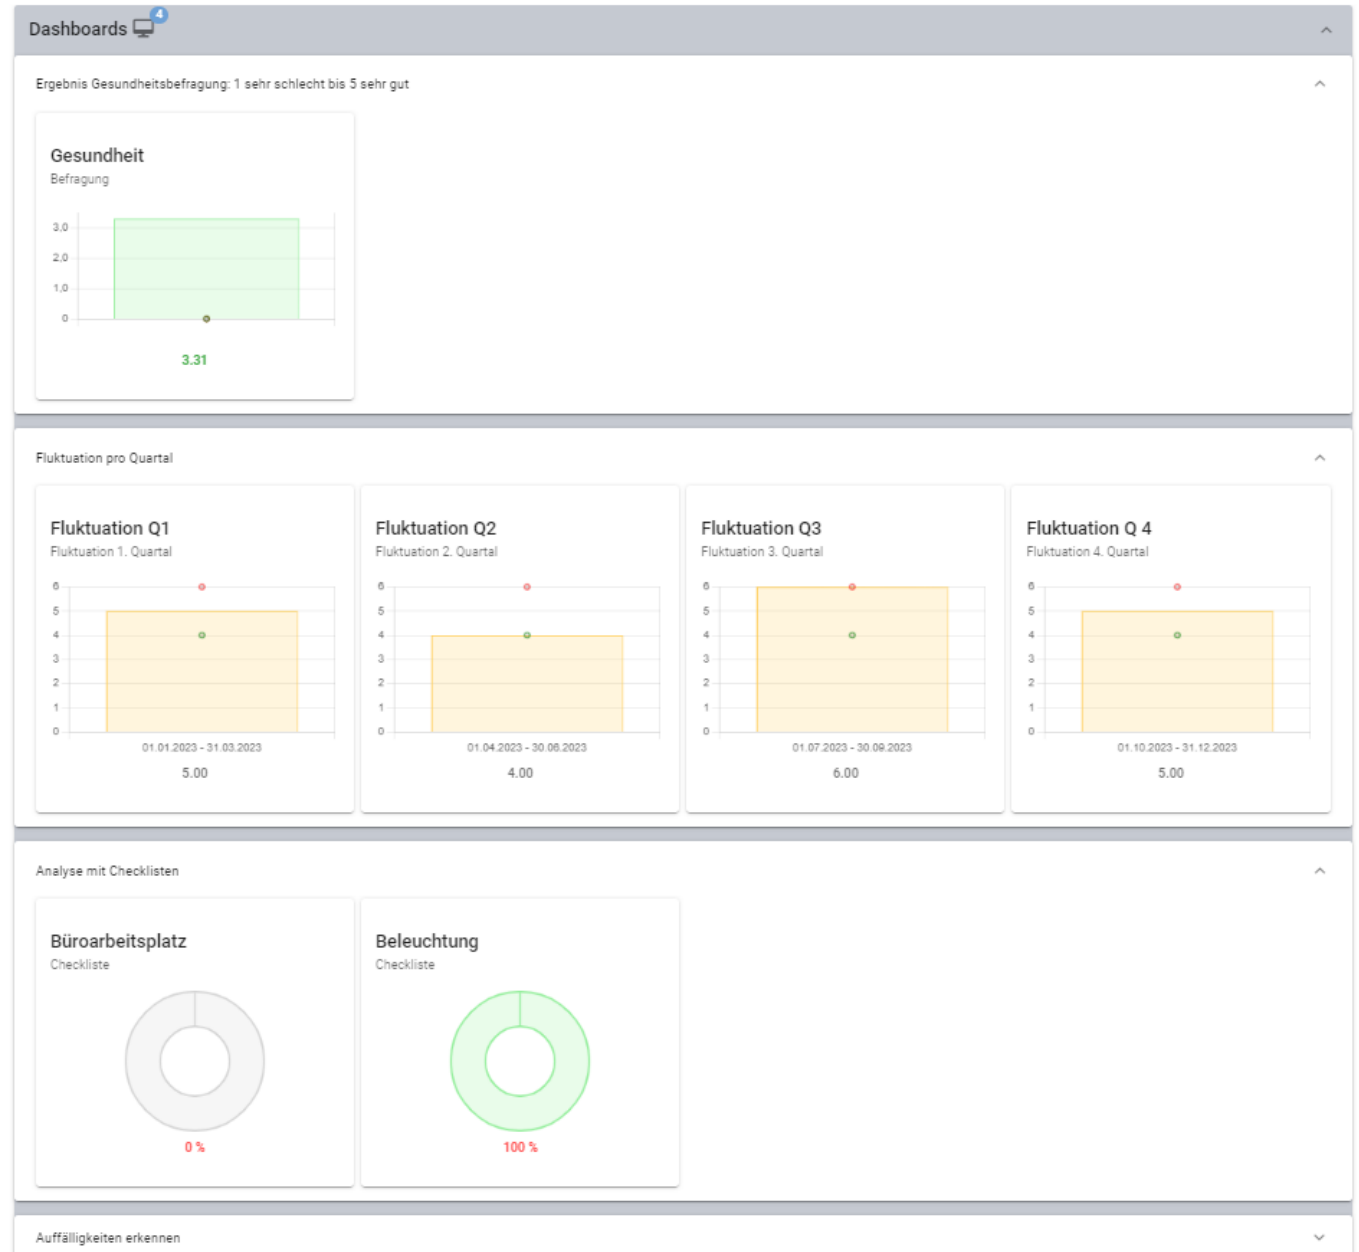 Dashboards 4
Ergebnis Gesundheitsbefragung: 1 sehr schlecht bis 5 sehr gut
Gesundheit
Befragung
3,0
2,0
1,0
0
3.31
Fluktuation pro Quartal
Fluktuation Q1
Fluktuation 1. Quartal
6
5
4
3
2
1
0
01.01.2023 - 31.03.2023
5.00
Fluktuation Q2
Fluktuation 2. Quartal
6
5
4
3
2
1
0
01.04.2023 - 30.06.2023
4.00
Fluktuation Q3
Fluktuation 3. Quartal
6
5
4
3
2
1
0
01.07.2023 - 30.09.2023
6.00
Fluktuation Q 4
Fluktuation 4. Quartal
6
5
4
3
2
1
0
01.10.2023 - 31.12.2023
5.00
Analyse mit Checklisten
Büroarbeitsplatz
Checkliste
0 %
Beleuchtung
Checkliste
100 %
Auffälligkeiten erkennen